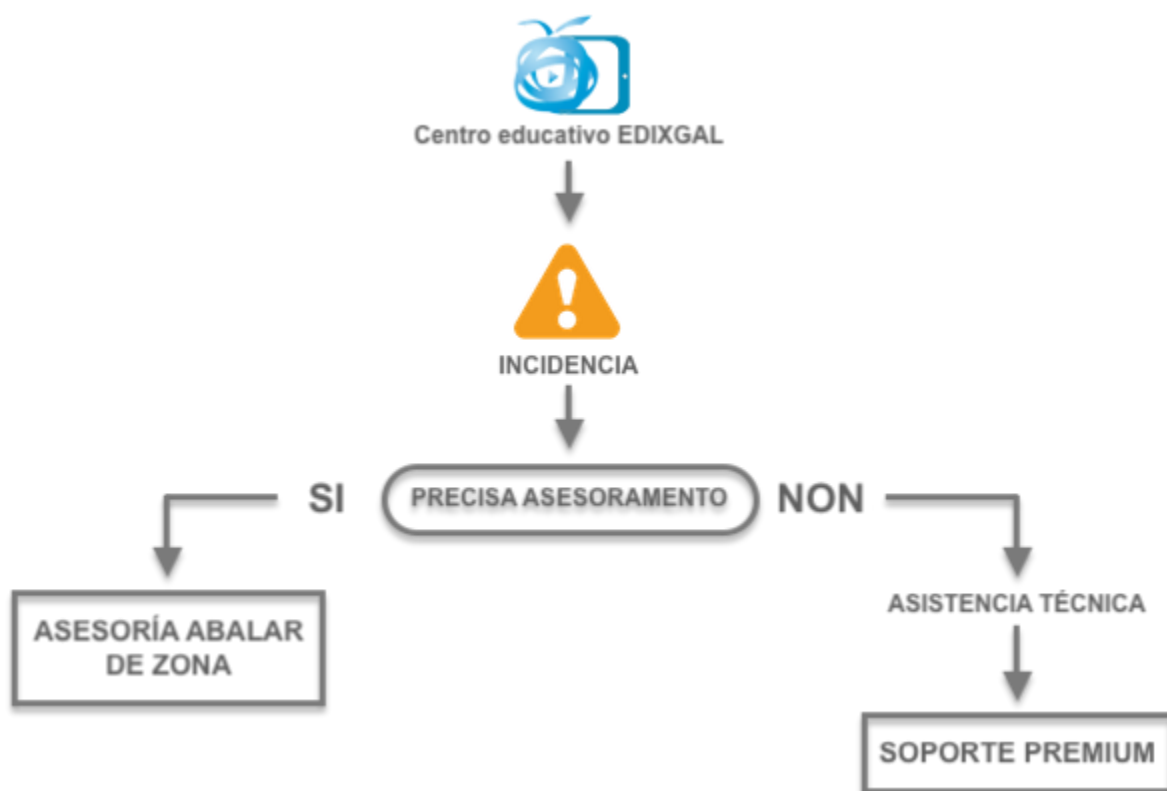 Centro educativo EDIXGAL
INCIDENCIA
SI
PRECISA ASESORAMENTO
NON
ASESORÍA ABALAR
DE ZONA
ASISTENCIA TÉCNICA
SOPORTE PREMIUM